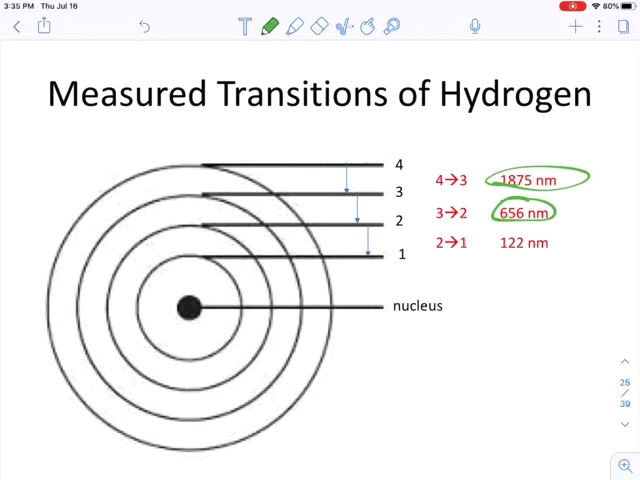 3:35 PM Thu Jul 16 80%
T
Measured Transitions of Hydrogen
4
4→3 1875 nm
3
3→2 656 nm
2
2→1 122 nm
1
nucleus
25
/
39